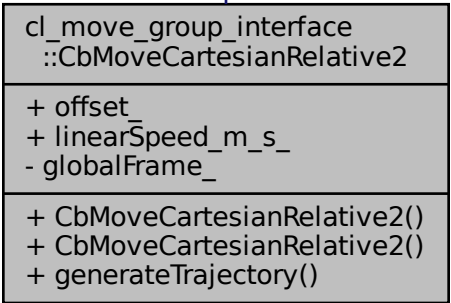 cl_move_group_interface
::CbMoveCartesianRelative2
+ offset_
+ linearSpeed_m_s_
- globalFrame_
+ CbMoveCartesianRelative2()
+ CbMoveCartesianRelative2()
+ generateTrajectory()